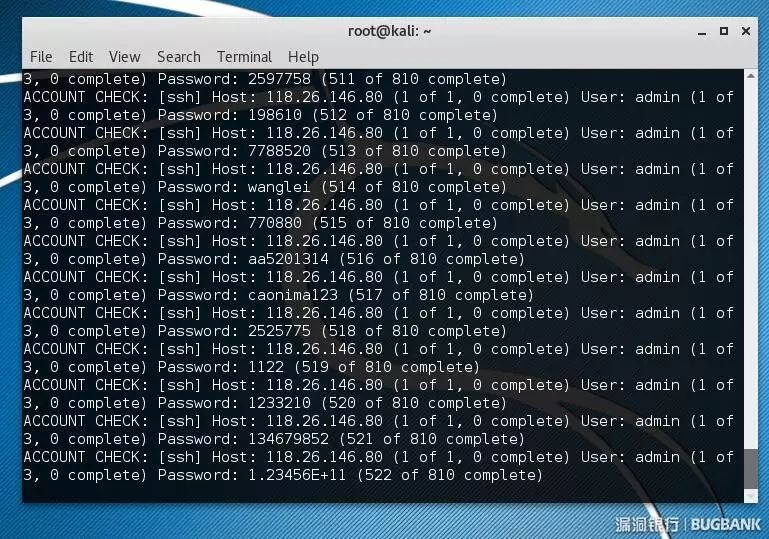 root@kali: ~
File Edit View Search Terminal Help
3, 0 complete) Password: 2597758 (511 of 810 complete)
ACCOUNT CHECK: [ssh] Host: 118.26.146.80 (1 of 1, 0 complete) User: admin (1 of
3, 0 complete) Password: 198610 (512 of 810 complete)
ACCOUNT CHECK: [ssh] Host: 118.26.146.80 (1 of 1, 0 complete) User: admin (1 of
3, 0 complete) Password: 7788520 (513 of 810 complete)
ACCOUNT CHECK: [ssh] Host: 118.26.146.80 (1 of 1, 0 complete) User: admin (1 of
3, 0 complete) Password: wanglei (514 of 810 complete)
ACCOUNT CHECK: [ssh] Host: 118.26.146.80 (1 of 1, 0 complete) User: admin (1 of
3, 0 complete) Password: 770880 (515 of 810 complete)
ACCOUNT CHECK: [ssh] Host: 118.26.146.80 (1 of 1, 0 complete) User: admin (1 of
3, 0 complete) Password: aa5201314 (516 of 810 complete)
ACCOUNT CHECK: [ssh] Host: 118.26.146.80 (1 of 1, 0 complete) User: admin (1 of
3, 0 complete) Password: caonima123 (517 of 810 complete)
ACCOUNT CHECK: [ssh] Host: 118.26.146.80 (1 of 1, 0 complete) User: admin (1 of
3, 0 complete) Password: 2525775 (518 of 810 complete)
ACCOUNT CHECK: [ssh] Host: 118.26.146.80 (1 of 1, 0 complete) User: admin (1 of
3, 0 complete) Password: 1122 (519 of 810 complete)
ACCOUNT CHECK: [ssh] Host: 118.26.146.80 (1 of 1, 0 complete) User: admin (1 of
3, 0 complete) Password: 1233210 (520 of 810 complete)
ACCOUNT CHECK: [ssh] Host: 118.26.146.80 (1 of 1, 0 complete) User: admin (1 of
3, 0 complete) Password: 134679852 (521 of 810 complete)
ACCOUNT CHECK: [ssh] Host: 118.26.146.80 (1 of 1, 0 complete) User: admin (1 of
3, 0 complete) Password: 1.23456E+11 (522 of 810 complete)
漏洞银行 | BUGBANK